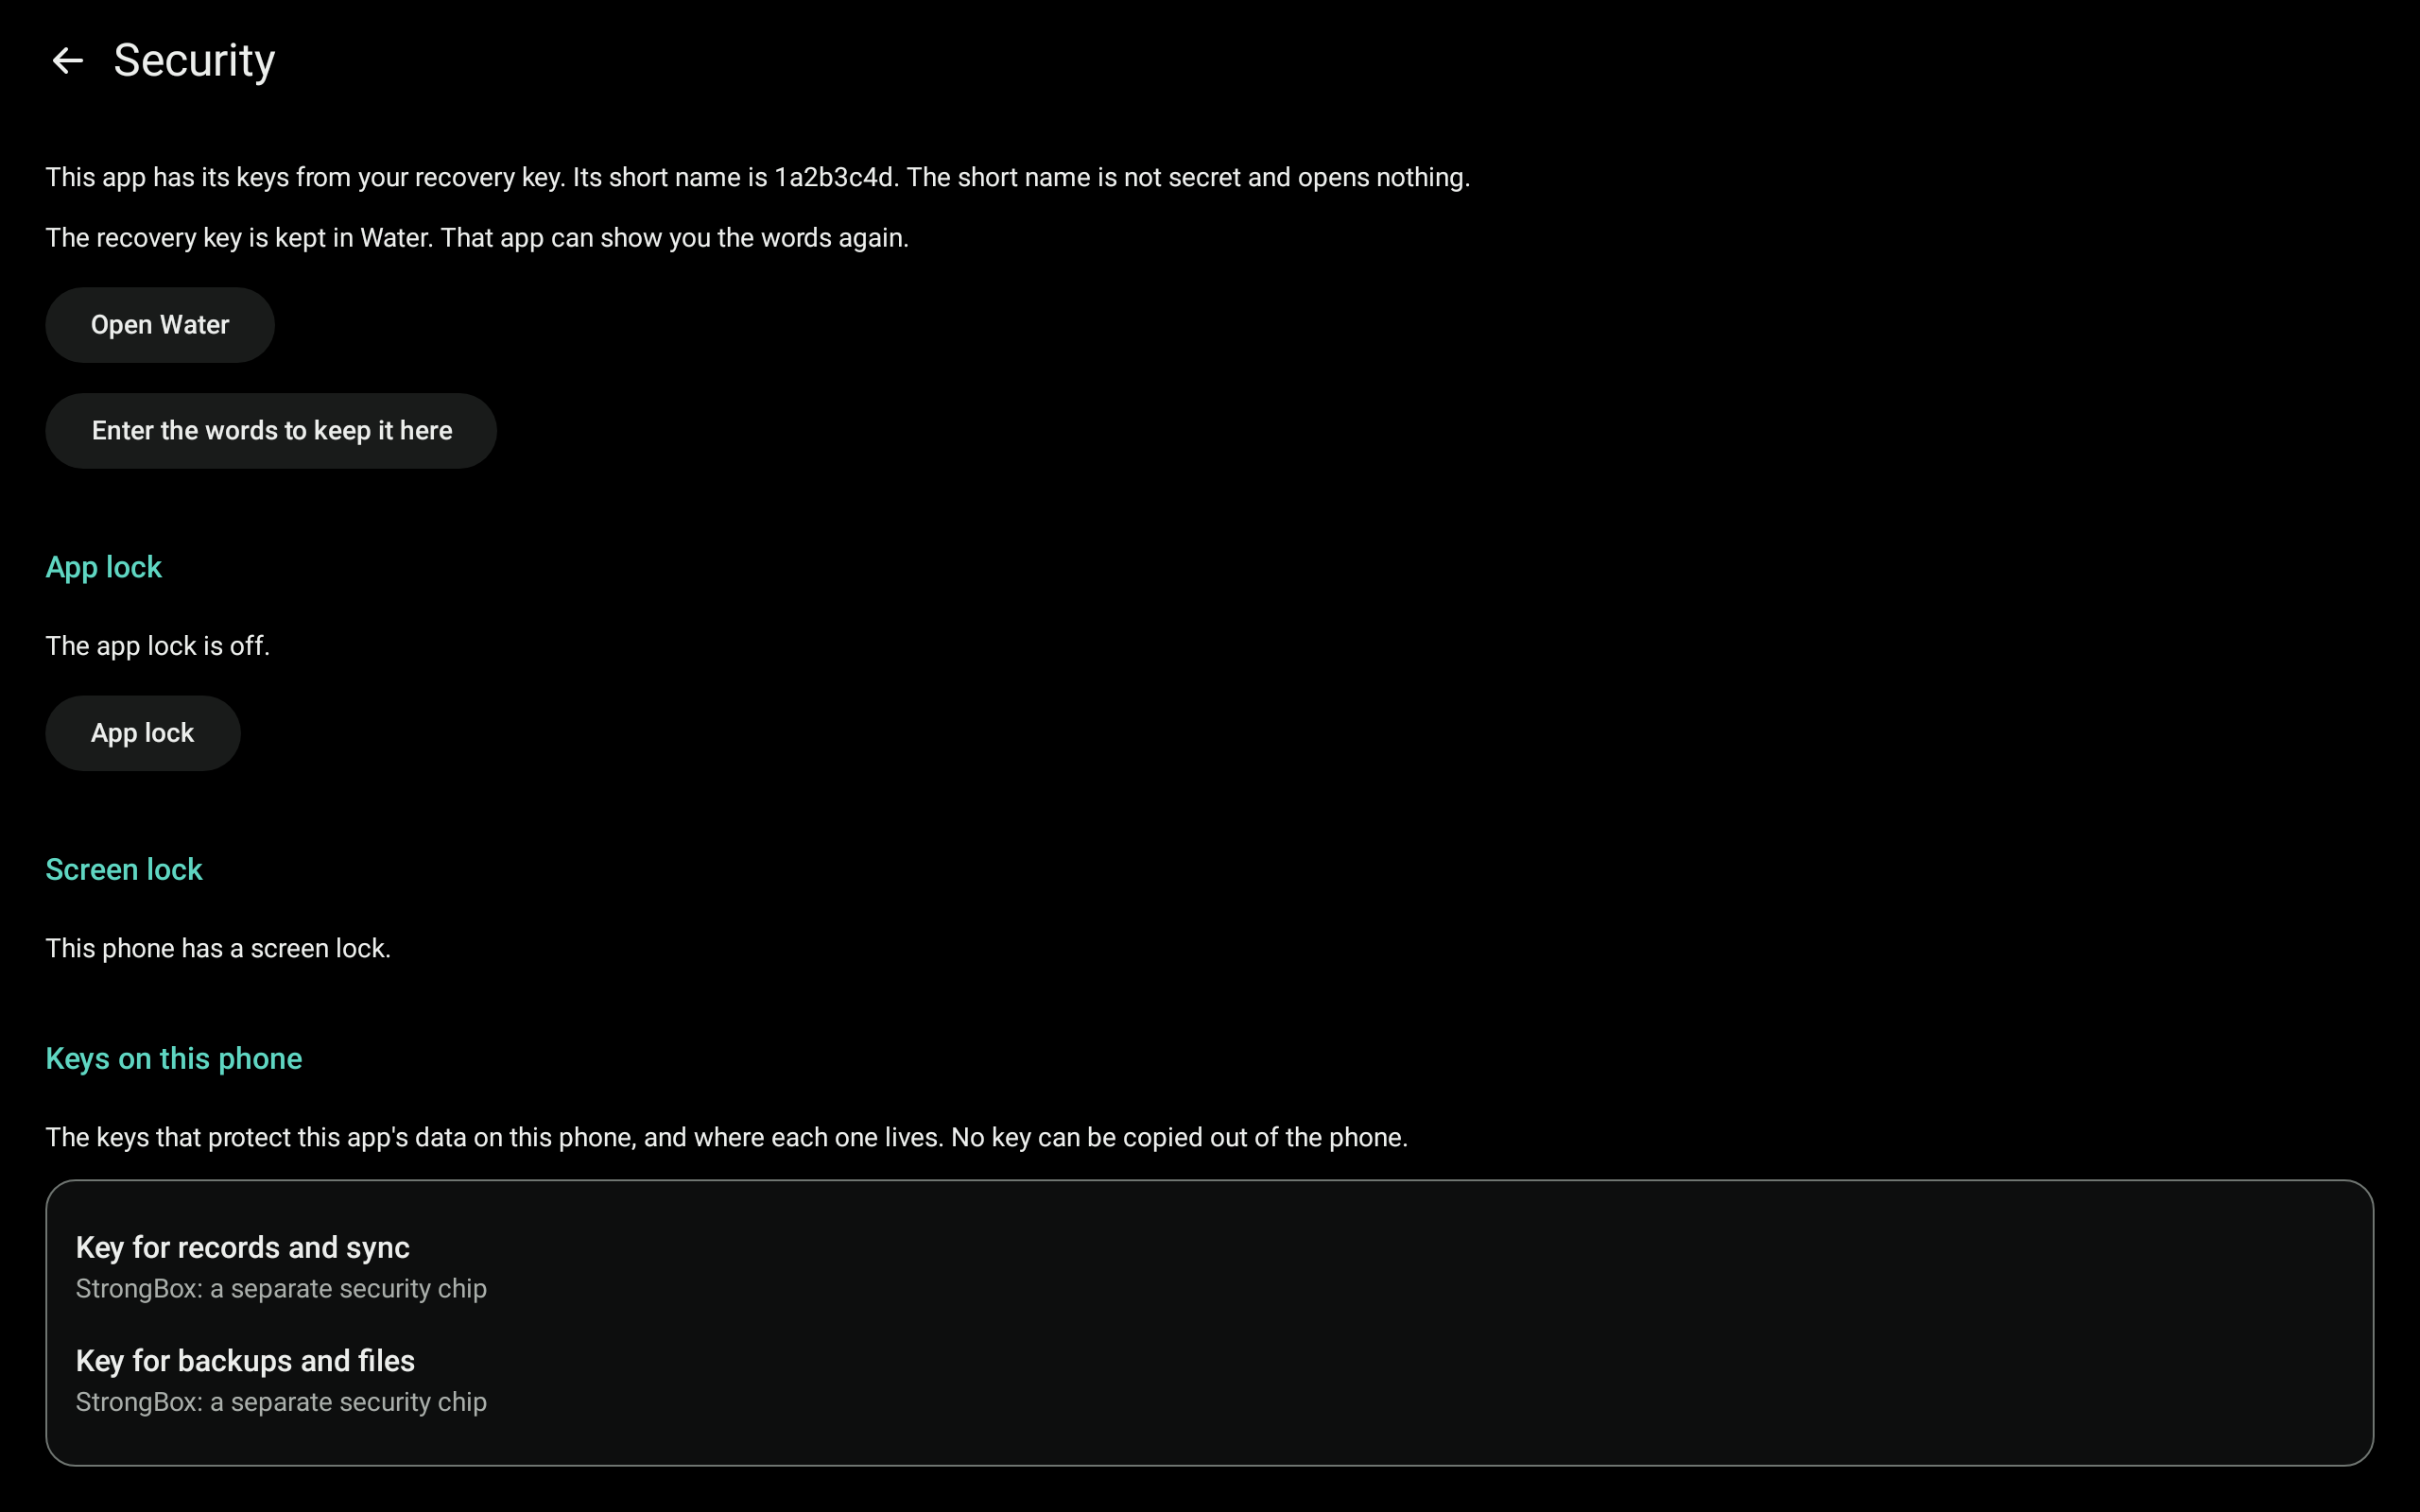 Security
This app has its keys from your recovery key. Its short name is 1a2b3c4d. The short name is not secret and opens nothing.
The recovery key is kept in Water. That app can show you the words again.
Open Water
Enter the words to keep it here
App lock
The app lock is off.
App lock
Screen lock
This phone has a screen lock.
Keys on this phone
The keys that protect this app's data on this phone, and where each one lives. No key can be copied out of the phone.
Key for records and sync
StrongBox: a separate security chip
Key for backups and files
StrongBox: a separate security chip